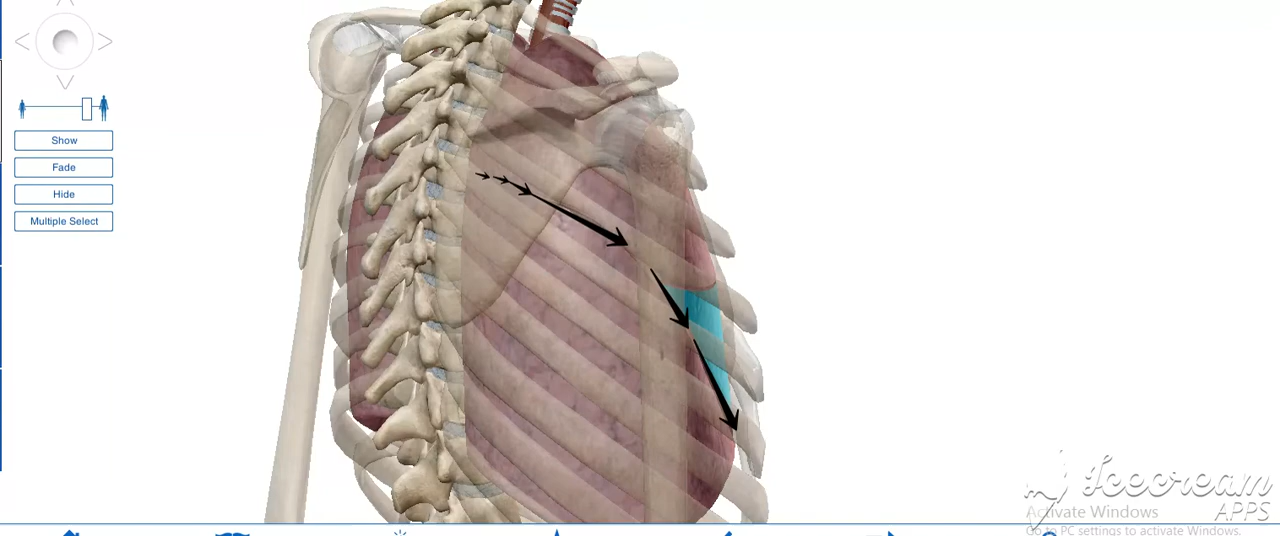 Show
Fade
Hide
Multiple Select
Icecream
APPS
Activate Windows
Go to PC settings to activate Windows.